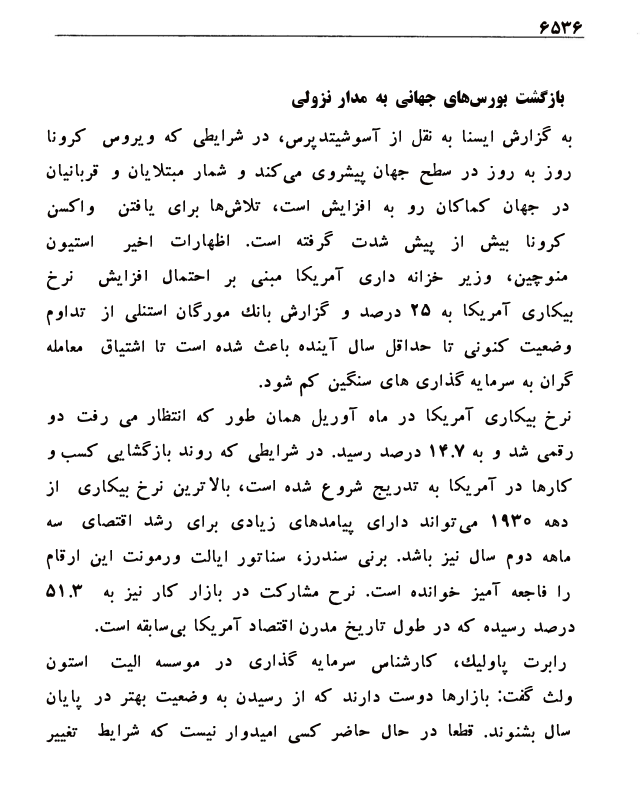 ۶۵۳۶
بازگشت بورس‌های جهانی به مدار نزولی
به گزارش ایسنا به نقل از آسوشیتدپرس، در شرایطی که ویروس کرونا
روز به روز در سطح جهان پیشروی می‌کند و شمار مبتلایان و قربانیان
در جهان کماکان رو به افزایش است، تلاش‌ها برای یافتن واکسن
کرونا بیش از پیش شدت گرفته است. اظهارات اخیر استیون
منوچین، وزیر خزانه داری آمریکا مبنی بر احتمال افزایش نرخ
بیکاری آمریکا به ۲۵ درصد و گزارش بانك مورگان استنلی از تداوم
وضعیت کنونی تا حداقل سال آینده باعث شده است تا اشتیاق معامله
گران به سرمایه گذاری های سنگین کم شود.
نرخ بیکاری آمریکا در ماه آوریل همان طور که انتظار می رفت دو
رقمی شد و به ۱۴.۷ درصد رسید. در شرایطی که روند بازگشایی کسب و
کارها در آمریکا به تدریج شروع شده است، بالاترین نرخ بیکاری از
دهه ۱۹۳۰ می‌تواند دارای پیامدهای زیادی برای رشد اقتصای سه
ماهه دوم سال نیز باشد. برنی سندرز، سناتور ایالت ورمونت این ارقام
را فاجعه آمیز خوانده است. نرح مشارکت در بازار کار نیز به ۵۱.۳
درصد رسیده که در طول تاریخ مدرن اقتصاد آمریکا بی‌سابقه است.
رابرت پاولیك، کارشناس سرمایه گذاری در موسسه الیت استون
ولث گفت: بازارها دوست دارند که از رسیدن به وضعیت بهتر در پایان
سال بشنوند. قطعا در حال حاضر کسی امیدوار نیست که شرایط تغییر